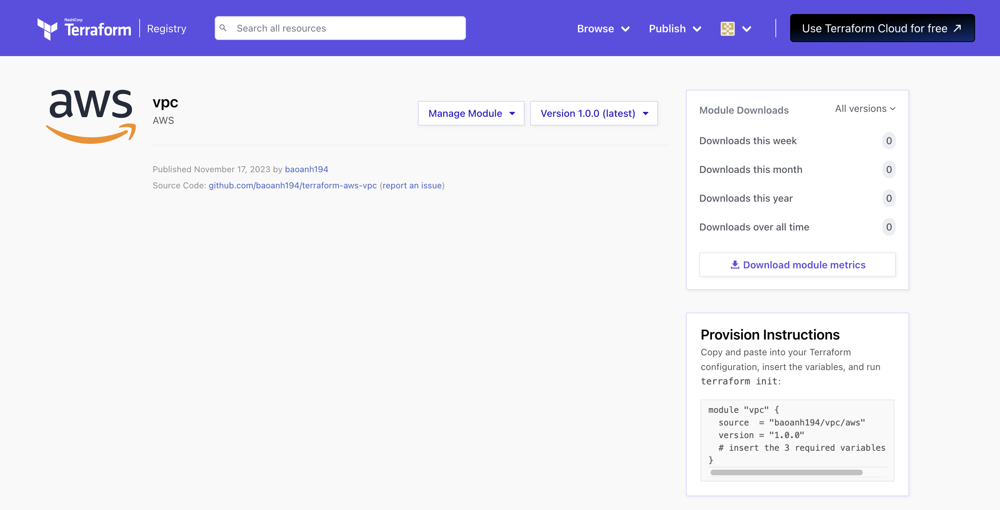 HashiCorp
Terraform
Registry
Search all resources
Browse
Publish
Use Terraform Cloud for free
aws
vpc
AWS
Manage Module
Version 1.0.0 (latest)
Published November 17, 2023 by baoanh194
Source Code: github.com/baoanh194/terraform-aws-vpc (report an issue)
Module Downloads
All versions
Downloads this week 0
Downloads this month 0
Downloads this year 0
Downloads over all time 0
Download module metrics
Provision Instructions
Copy and paste into your Terraform
configuration, insert the variables, and run
terraform init:
module "vpc" {
  source  = "baoanh194/vpc/aws"
  version = "1.0.0"
  # insert the 3 required variables
}